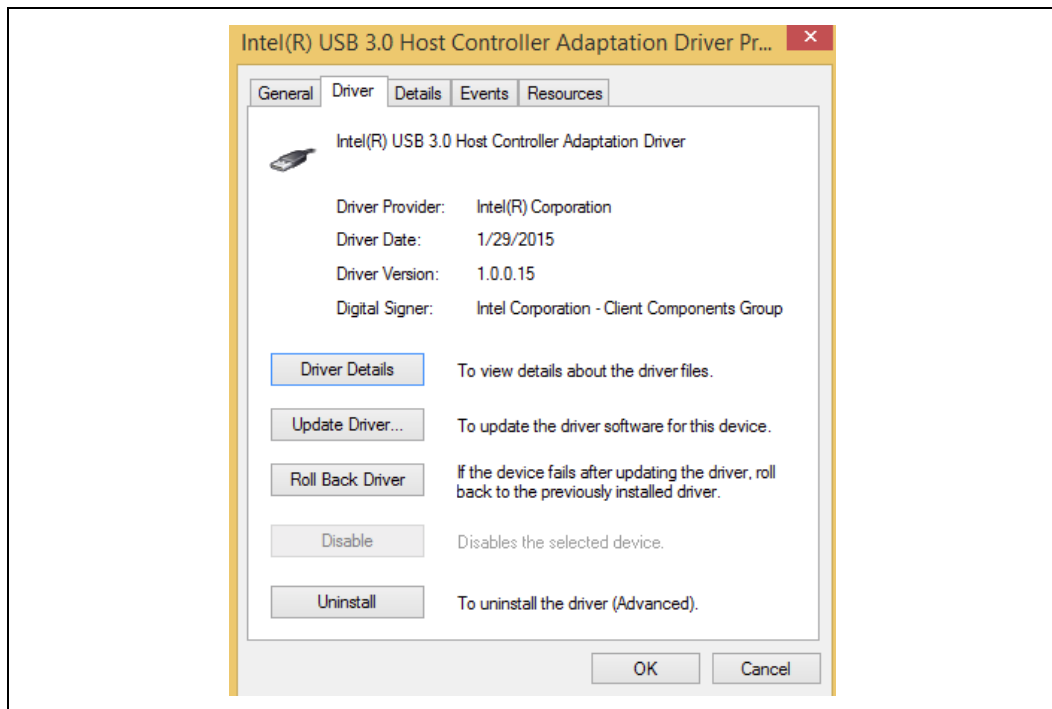 Intel(R) USB 3.0 Host Controller Adaptation Driver Pr...
General Driver Details Events Resources
Intel(R) USB 3.0 Host Controller Adaptation Driver
Driver Provider: Intel(R) Corporation
Driver Date: 1/29/2015
Driver Version: 1.0.0.15
Digital Signer: Intel Corporation - Client Components Group
Driver Details To view details about the driver files.
Update Driver... To update the driver software for this device.
Roll Back Driver If the device fails after updating the driver, roll
back to the previously installed driver.
Disable Disables the selected device.
Uninstall To uninstall the driver (Advanced).
OK Cancel